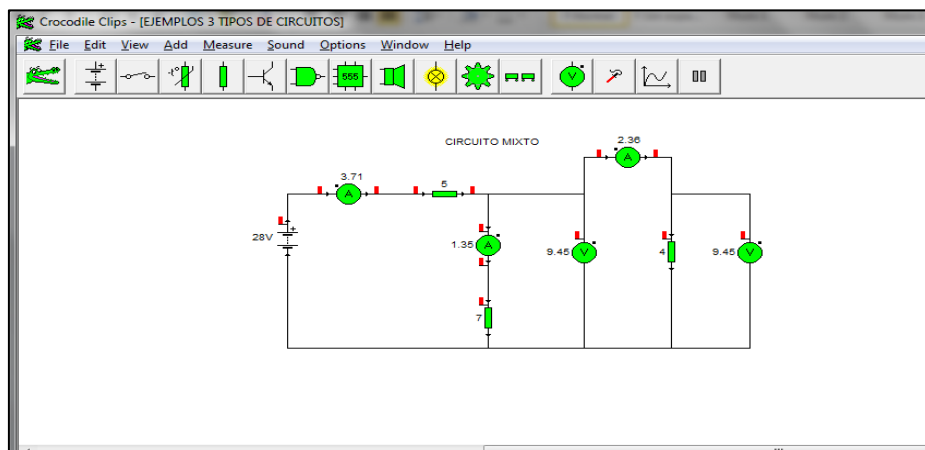 Crocodile Clips - [EJEMPLOS 3 TIPOS DE CIRCUITOS]
File Edit View Add Measure Sound Options Window Help
555 V
CIRCUITO MIXTO
2.36
A
3.71
A
5
28V
1.35 A
9.45 V
4
9.45 V
7